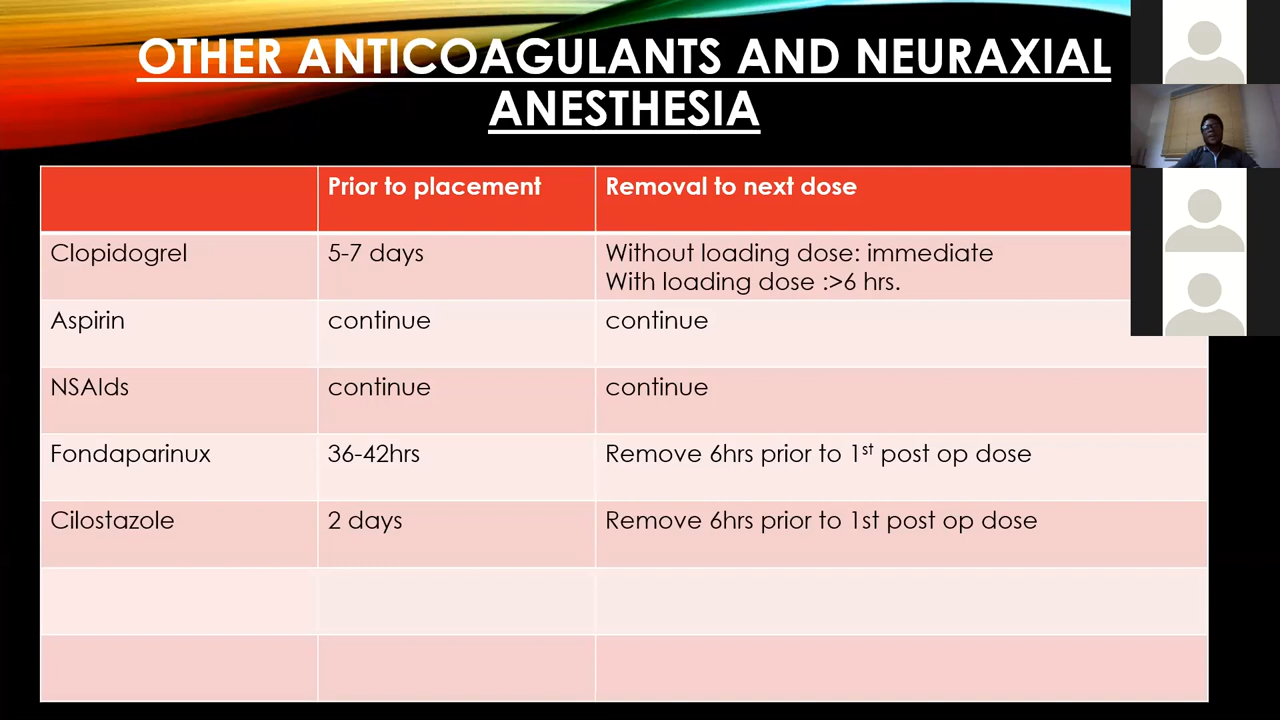 OTHER ANTICOAGULANTS AND NEURAXIAL
ANESTHESIA
Prior to placement
Removal to next dose
Clopidogrel
5-7 days
Without loading dose: immediate
With loading dose :>6 hrs.
Aspirin
continue
continue
NSAIds
continue
continue
Fondaparinux
36-42hrs
Remove 6hrs prior to 1st post op dose
Cilostazole
2 days
Remove 6hrs prior to 1st post op dose